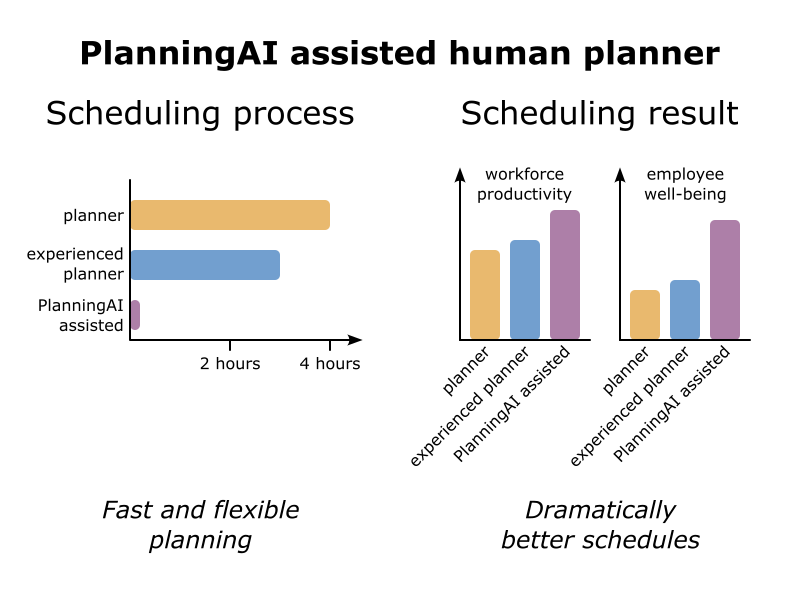 PlanningAI assisted human planner
Scheduling process
planner
experienced
planner
PlanningAI
assisted
2 hours
4 hours
Fast and flexible
planning
Scheduling result
workforce
productivity
planner
experienced planner
PlanningAI assisted
employee
well-being
planner
experienced planner
PlanningAI assisted
Dramatically
better schedules